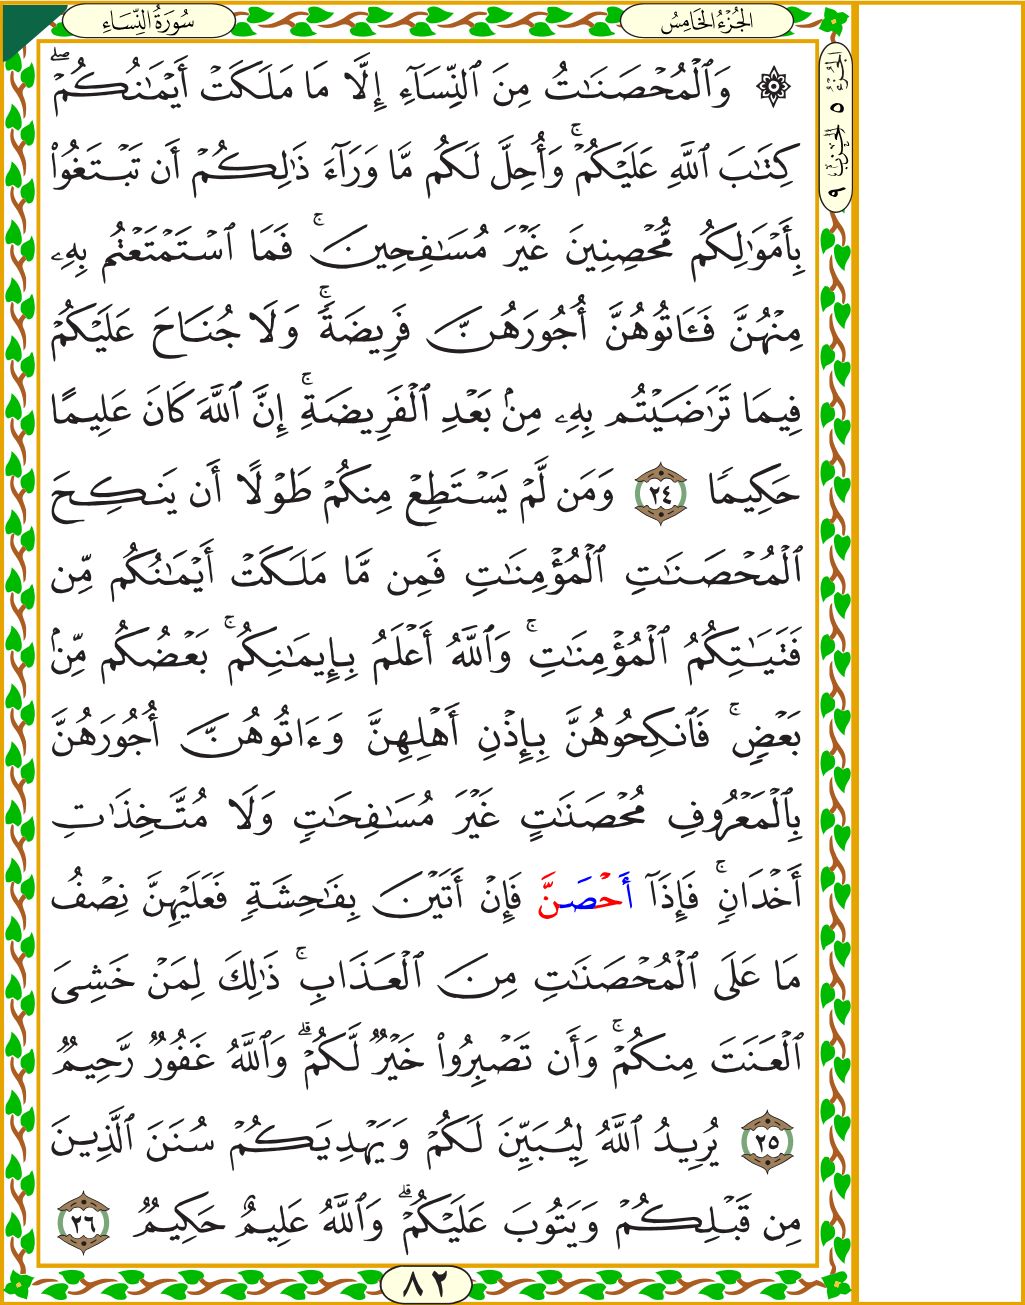 سُورَةُ النِّسَاءِ
الجُزْءُ الخَامِسُ
الجُزْءُ ٥ الحِزْبُ ٩
۞ وَٱلْمُحْصَنَٰتُ مِنَ ٱلنِّسَآءِ إِلَّا مَا مَلَكَتْ أَيْمَٰنُكُمْۖ
كِتَٰبَ ٱللَّهِ عَلَيْكُمْۚ وَأُحِلَّ لَكُم مَّا وَرَآءَ ذَٰلِكُمْ أَن تَبْتَغُوا۟
بِأَمْوَٰلِكُم مُّحْصِنِينَ غَيْرَ مُسَٰفِحِينَۚ فَمَا ٱسْتَمْتَعْتُم بِهِۦ
مِنْهُنَّ فَـَٔاتُوهُنَّ أُجُورَهُنَّ فَرِيضَةًۚ وَلَا جُنَاحَ عَلَيْكُمْ
فِيمَا تَرَٰضَيْتُم بِهِۦ مِنۢ بَعْدِ ٱلْفَرِيضَةِۚ إِنَّ ٱللَّهَ كَانَ عَلِيمًا
حَكِيمًا ٢٤ وَمَن لَّمْ يَسْتَطِعْ مِنكُمْ طَوْلًا أَن يَنكِحَ
ٱلْمُحْصَنَٰتِ ٱلْمُؤْمِنَٰتِ فَمِن مَّا مَلَكَتْ أَيْمَٰنُكُم مِّن
فَتَيَٰتِكُمُ ٱلْمُؤْمِنَٰتِۚ وَٱللَّهُ أَعْلَمُ بِإِيمَٰنِكُمۚ بَعْضُكُم مِّنۢ
بَعْضٍۚ فَٱنكِحُوهُنَّ بِإِذْنِ أَهْلِهِنَّ وَءَاتُوهُنَّ أُجُورَهُنَّ
بِٱلْمَعْرُوفِ مُحْصَنَٰتٍ غَيْرَ مُسَٰفِحَٰتٍ وَلَا مُتَّخِذَٰتِ
أَخْدَانٍۚ فَإِذَآ أَحْصَنَّ فَإِنْ أَتَيْنَ بِفَٰحِشَةٍ فَعَلَيْهِنَّ نِصْفُ
مَا عَلَى ٱلْمُحْصَنَٰتِ مِنَ ٱلْعَذَابِۚ ذَٰلِكَ لِمَنْ خَشِىَ
ٱلْعَنَتَ مِنكُمْۚ وَأَن تَصْبِرُوا۟ خَيْرٌ لَّكُمْۗ وَٱللَّهُ غَفُورٌ رَّحِيمٌ
٢٥ يُرِيدُ ٱللَّهُ لِيُبَيِّنَ لَكُمْ وَيَهْدِيَكُمْ سُنَنَ ٱلَّذِينَ
مِن قَبْلِكُمْ وَيَتُوبَ عَلَيْكُمْۗ وَٱللَّهُ عَلِيمٌ حَكِيمٌ ٢٦
٨٢